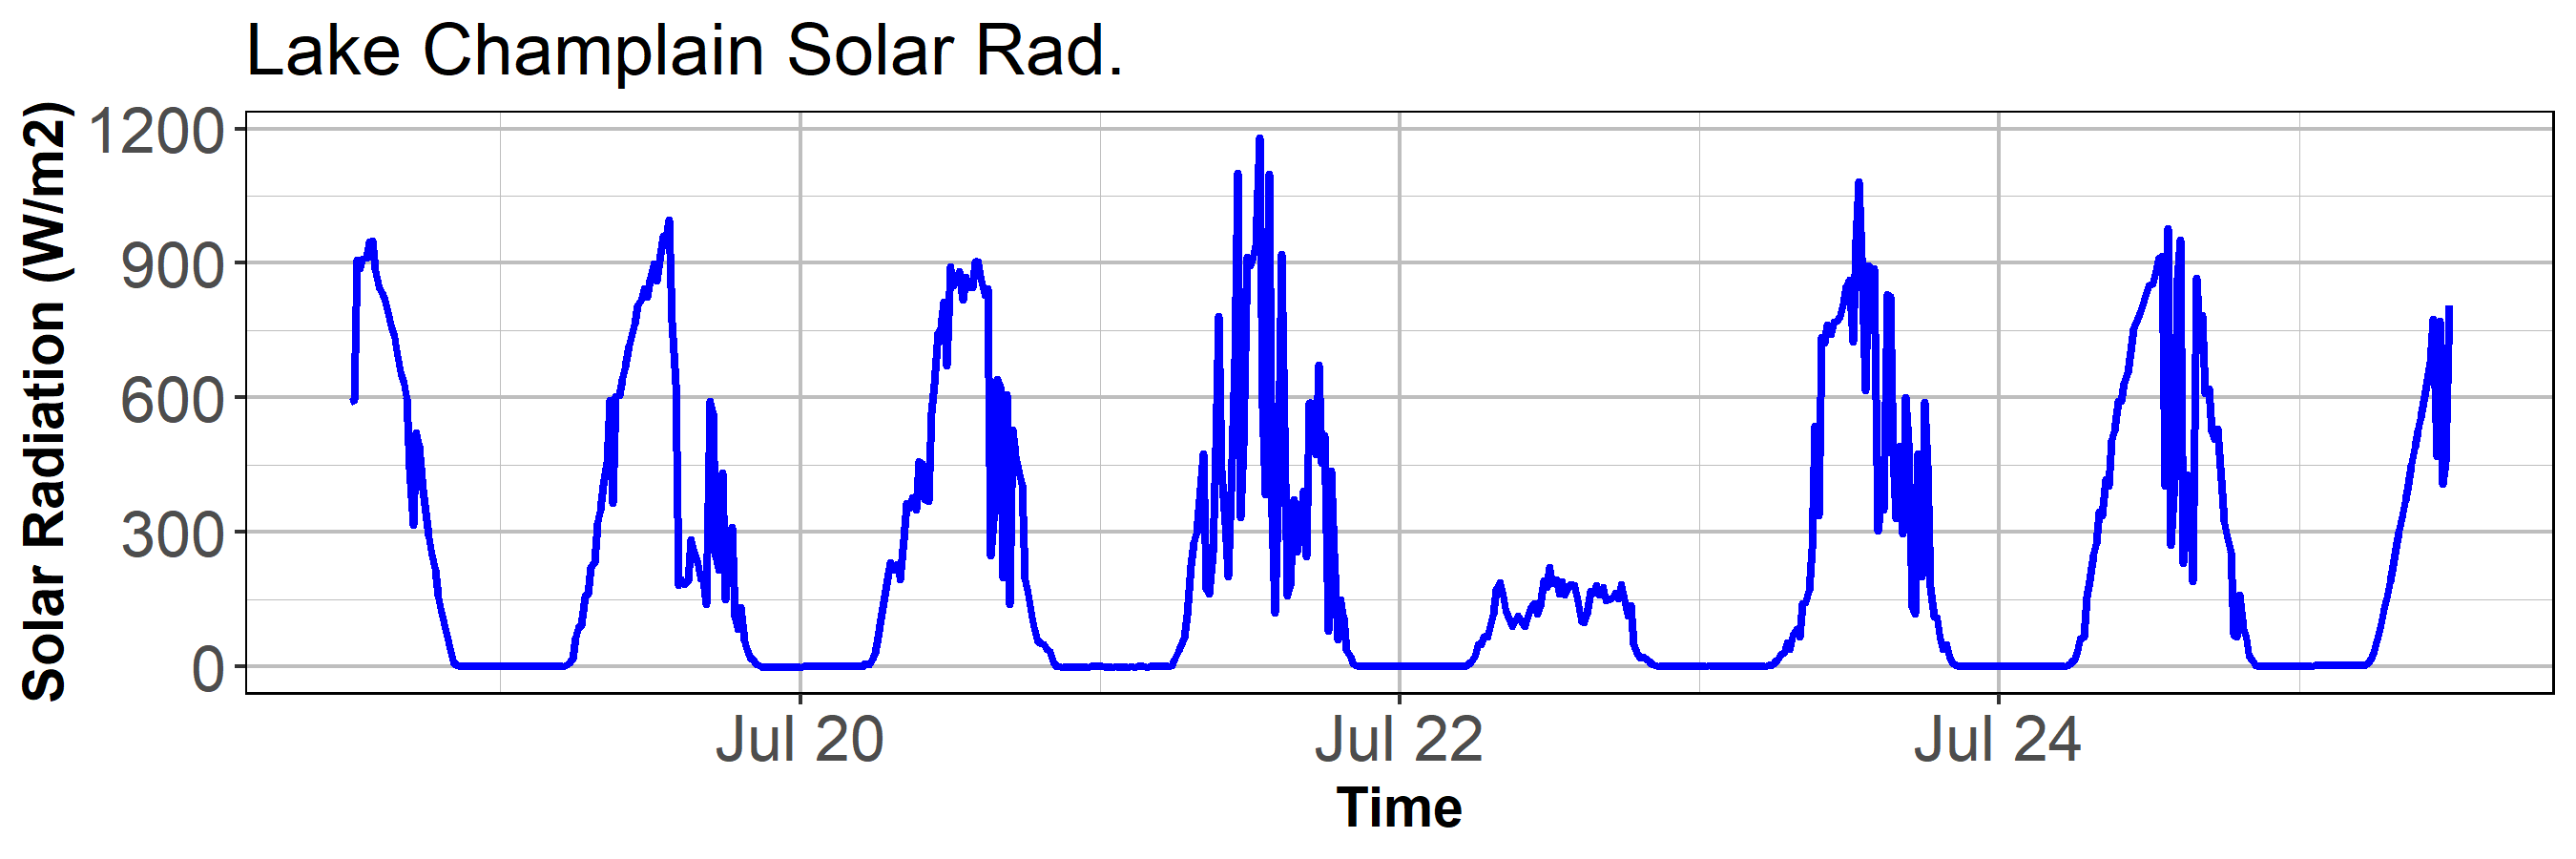 Lake Champlain Solar Rad.
Solar Radiation (W/m2)
1200
900
600
300
0
Jul 20 Jul 22 Jul 24
Time